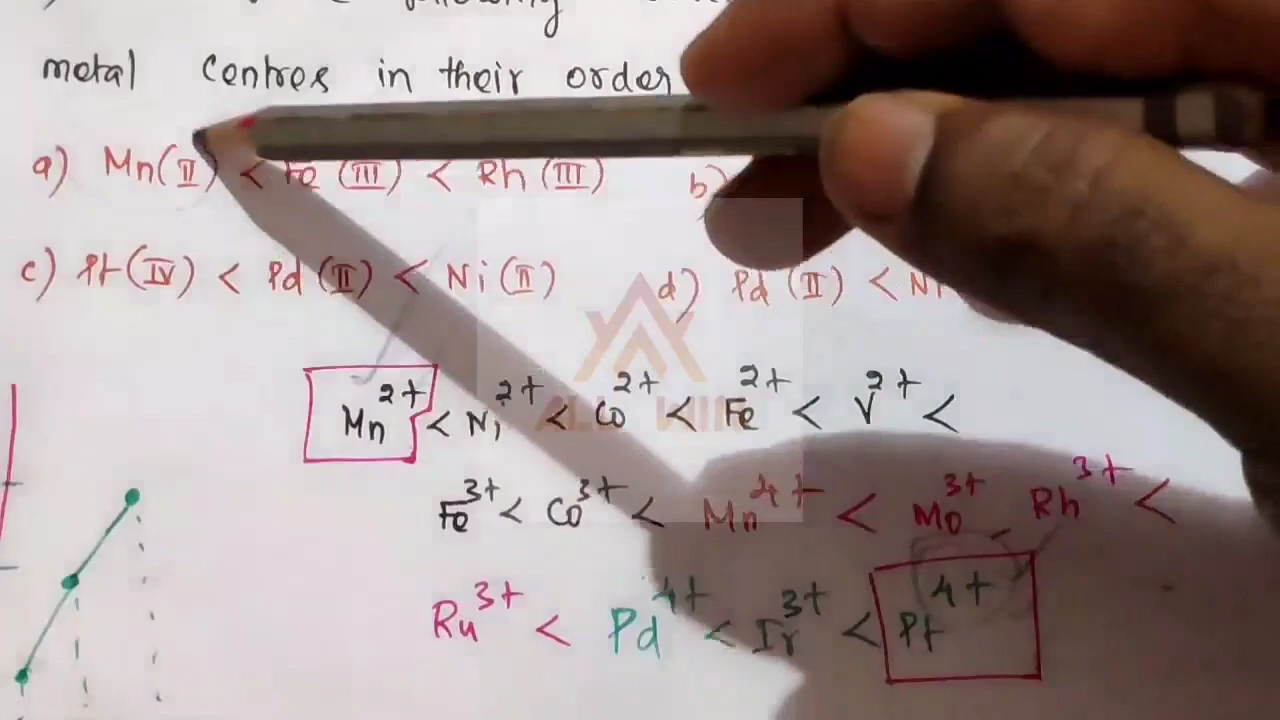 following
metal Centres in their order
a) Mn(II) < Fe (III) < Rh (III) b)
c) Pt(IV) < Pd (II) < Ni (II) d) Pd (II) <
Mn²⁺ < Ni²⁺ < Co²⁺ < Fe²⁺ < V²⁺ <
Fe³⁺ < Co³⁺ < Mn⁴⁺ < Mo³⁺ Rh³⁺ <
Ru³⁺ < Pd⁴⁺ < Ir³⁺ < Pt⁴⁺